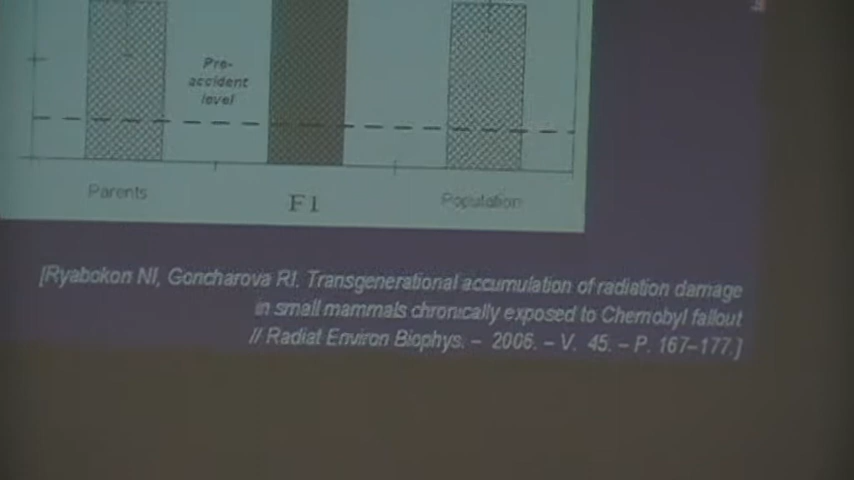 Pre-
accident
level
Parents
F1
Population
[Ryabokon NI, Goncharova RI. Transgenerational accumulation of radiation damage
in small mammals chronically exposed to Chernobyl fallout
// Radiat Environ Biophys. – 2006. – V. 45. – P. 167–177.]